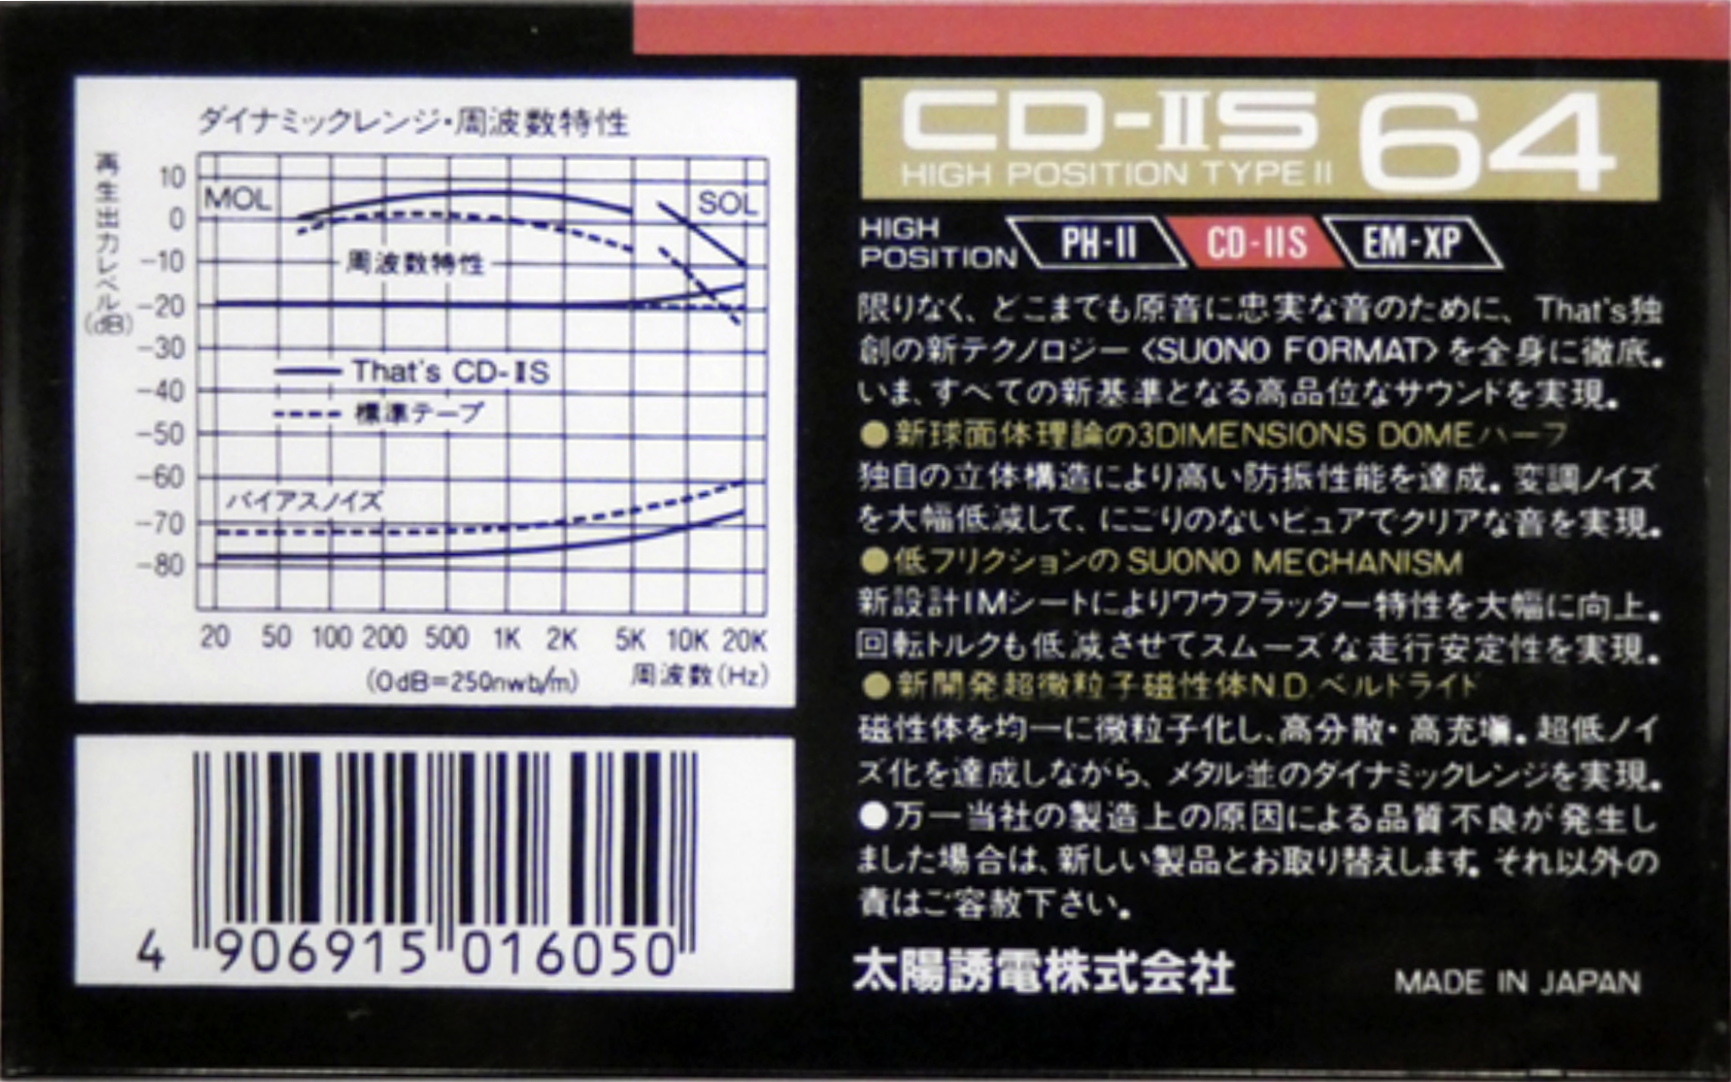 ダイナミックレンジ・周波数特性
再生出力レベル(dB)
10
0
-10
-20
-30
-40
-50
-60
-70
-80
MOL
SOL
周波数特性
That's CD-IIS
標準テープ
バイアスノイズ
20 50 100 200 500 1K 2K 5K 10K 20K
(0dB=250nwb/m) 周波数(Hz)
4 906915 016050
CD-IIS 64
HIGH POSITION TYPE II
HIGH POSITION PH-II CD-IIS EM-XP
限りなく、どこまでも原音に忠実な音のために、That's独
創の新テクノロジー〈SUONO FORMAT〉を全身に徹底。
いま、すべての新基準となる高品位なサウンドを実現。
●新球面体理論の3DIMENSIONS DOMEハーフ
独自の立体構造により高い防振性能を達成。変調ノイズ
を大幅低減して、にごりのないピュアでクリアな音を実現。
●低フリクションのSUONO MECHANISM
新設計IMシートによりワウフラッター特性を大幅に向上。
回転トルクも低減させてスムーズな走行安定性を実現。
●新開発超微粒子磁性体N.D.ベルトライド
磁性体を均一に微粒子化し、高分散・高充塡。超低ノイ
ズ化を達成しながら、メタル並のダイナミックレンジを実現。
●万一当社の製造上の原因による品質不良が発生し
ました場合は、新しい製品とお取り替えします。それ以外の
責はご容赦下さい。
太陽誘電株式会社
MADE IN JAPAN